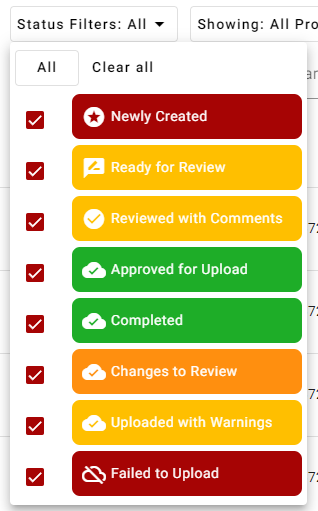 Status Filters: All
Showing: All Pro
All
Clear all
Newly Created
Ready for Review
Reviewed with Comments
Approved for Upload
Completed
Changes to Review
Uploaded with Warnings
Failed to Upload